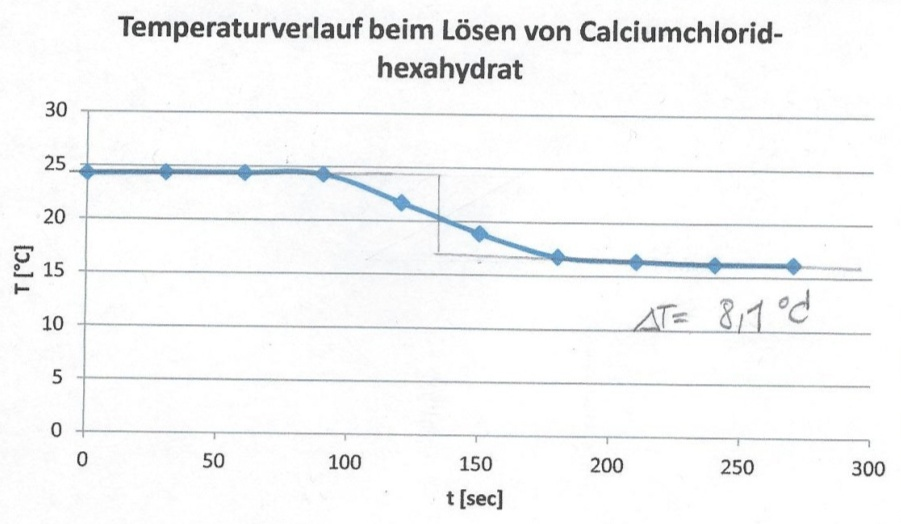 Temperaturverlauf beim Lösen von Calciumchlorid-
hexahydrat
30
25
20
15
10
5
0
T [°C]
0 50 100 150 200 250 300
t [sec]
ΔT= 8,1 °C